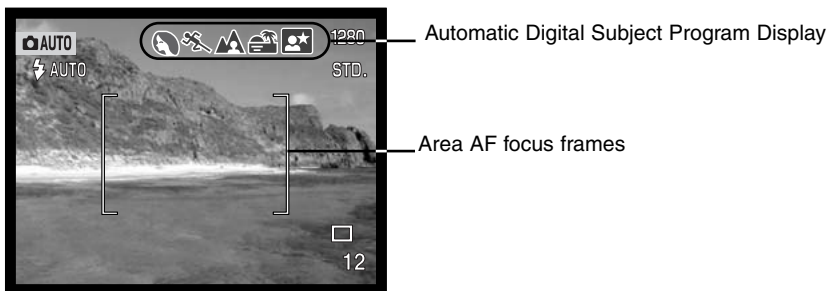 AUTO 1280 Automatic Digital Subject Program Display
AUTO STD.
Area AF focus frames
12